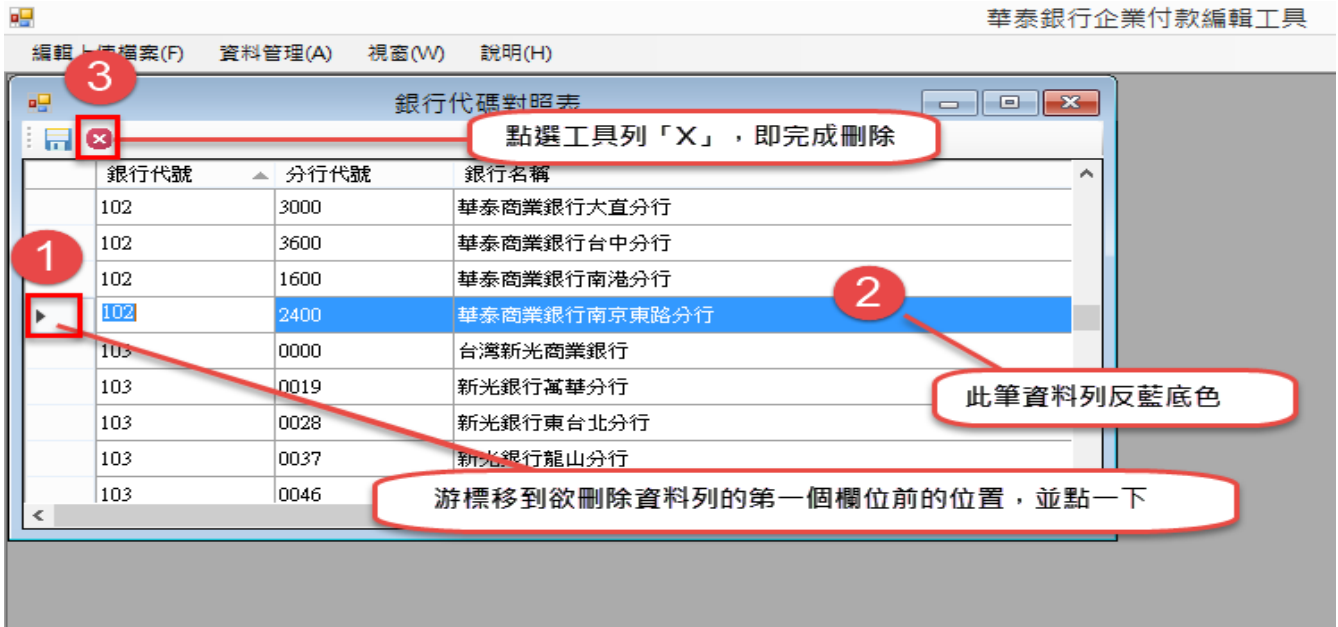 華泰銀行企業付款編輯工具
編輯上傳檔案(F) 資料管理(A) 視窗(W) 說明(H)
3
銀行代碼對照表
點選工具列「X」,即完成刪除
銀行代號 分行代號 銀行名稱
102 3000 華泰商業銀行大直分行
102 3600 華泰商業銀行台中分行
1
102 1600 華泰商業銀行南港分行
2
102 2400 華泰商業銀行南京東路分行
103 0000 台灣新光商業銀行
103 0019 新光銀行萬華分行
此筆資料列反藍底色
103 0028 新光銀行東台北分行
103 0037 新光銀行龍山分行
103 0046
游標移到欲刪除資料列的第一個欄位前的位置,並點一下